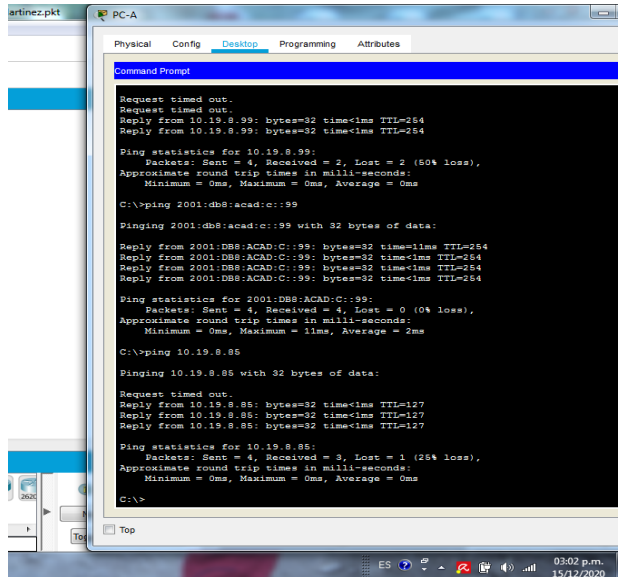 artinez.pkt
PC-A
Physical Config Desktop Programming Attributes
Command Prompt
Request timed out.
Request timed out.
Reply from 10.19.8.99: bytes=32 time<1ms TTL=254
Reply from 10.19.8.99: bytes=32 time<1ms TTL=254
Ping statistics for 10.19.8.99:
Packets: Sent = 4, Received = 2, Lost = 2 (50% loss),
Approximate round trip times in milli-seconds:
Minimum = 0ms, Maximum = 0ms, Average = 0ms
C:\>ping 2001:db8:acad:c::99
Pinging 2001:db8:acad:c::99 with 32 bytes of data:
Reply from 2001:DB8:ACAD:C::99: bytes=32 time=11ms TTL=254
Reply from 2001:DB8:ACAD:C::99: bytes=32 time<1ms TTL=254
Reply from 2001:DB8:ACAD:C::99: bytes=32 time<1ms TTL=254
Reply from 2001:DB8:ACAD:C::99: bytes=32 time<1ms TTL=254
Ping statistics for 2001:DB8:ACAD:C::99:
Packets: Sent = 4, Received = 4, Lost = 0 (0% loss),
Approximate round trip times in milli-seconds:
Minimum = 0ms, Maximum = 11ms, Average = 2ms
C:\>ping 10.19.8.85
Pinging 10.19.8.85 with 32 bytes of data:
Request timed out.
Reply from 10.19.8.85: bytes=32 time<1ms TTL=127
Reply from 10.19.8.85: bytes=32 time<1ms TTL=127
Reply from 10.19.8.85: bytes=32 time<1ms TTL=127
Ping statistics for 10.19.8.85:
Packets: Sent = 4, Received = 3, Lost = 1 (25% loss),
Approximate round trip times in milli-seconds:
Minimum = 0ms, Maximum = 0ms, Average = 0ms
C:\>
Top
Tog
ES
03:02 p.m.
15/12/2020